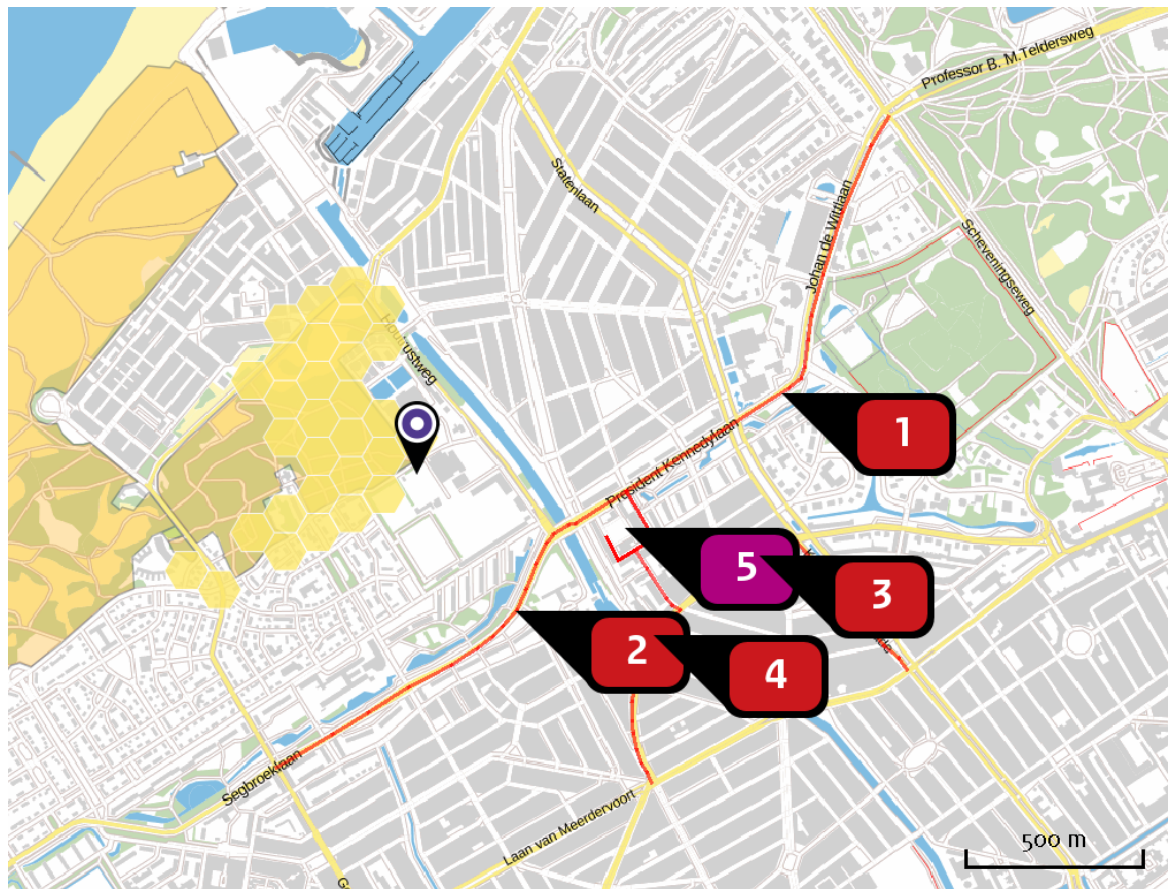 Professor B. M.Teldersweg
Statenlaan
Johan de Wittlaan
Scheveningseweg
Houtrustweg
1
President Kennedylaan
5
3
2
4
Segbroeklaan
Laan van Meerdervoort
500 m